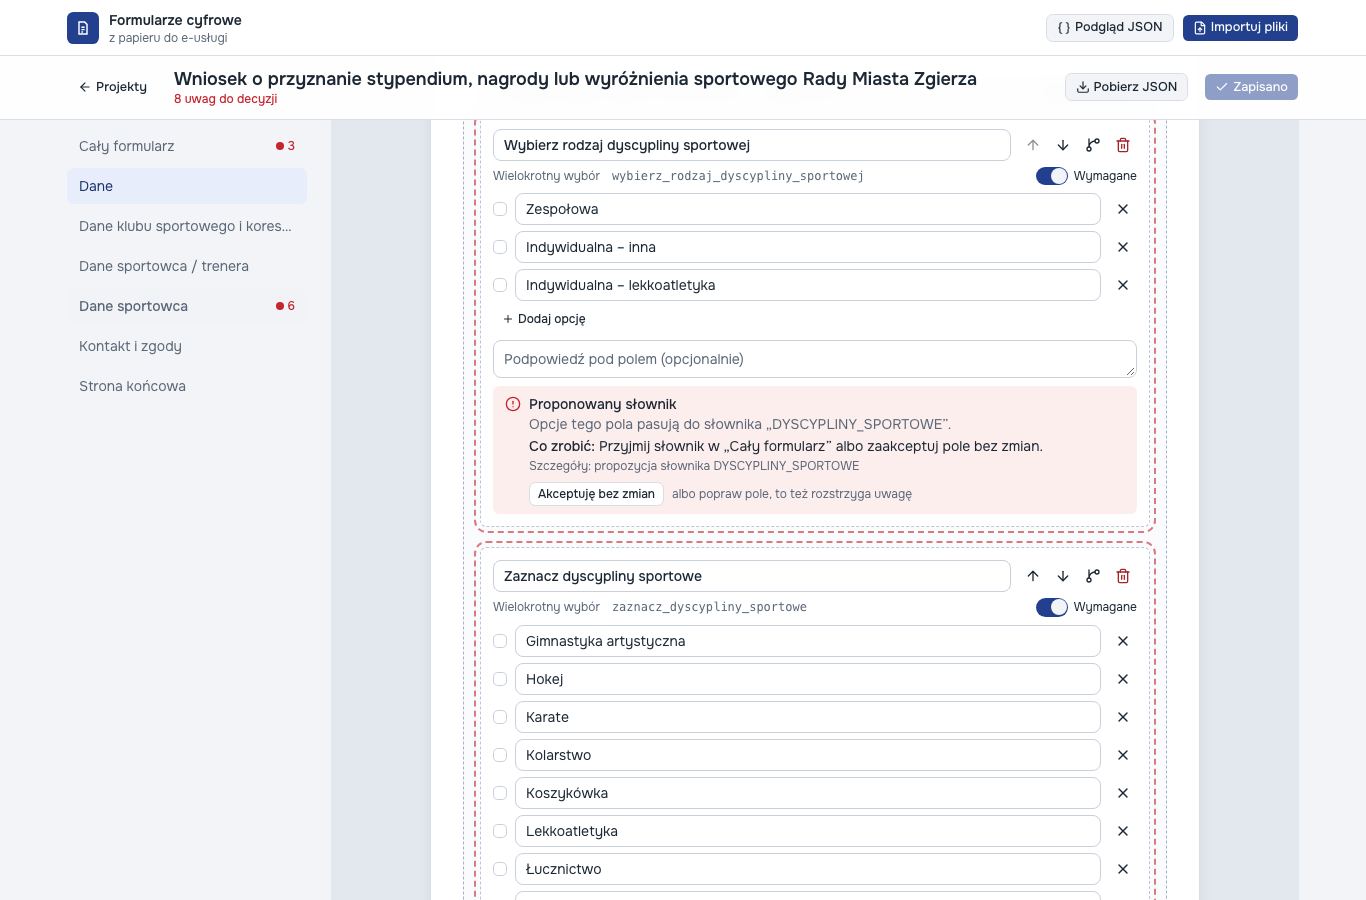 Formularze cyfrowe
z papieru do e-usługi
{ } Podgląd JSON
Importuj pliki
← Projekty
Wniosek o przyznanie stypendium, nagrody lub wyróżnienia sportowego Rady Miasta Zgierza
8 uwag do decyzji
Pobierz JSON
Zapisano
Cały formularz
3
Dane
Dane klubu sportowego i kores...
Dane sportowca / trenera
Dane sportowca
6
Kontakt i zgody
Strona końcowa
Wybierz rodzaj dyscypliny sportowej
Wielokrotny wybór wybierz_rodzaj_dyscypliny_sportowej
Wymagane
Zespołowa
Indywidualna – inna
Indywidualna – lekkoatletyka
+ Dodaj opcję
Podpowiedź pod polem (opcjonalnie)
Proponowany słownik
Opcje tego pola pasują do słownika „DYSCYPLINY_SPORTOWE”.
Co zrobić: Przyjmij słownik w „Cały formularz” albo zaakceptuj pole bez zmian.
Szczegóły: propozycja słownika DYSCYPLINY_SPORTOWE
Akceptuję bez zmian
albo popraw pole, to też rozstrzyga uwagę
Zaznacz dyscypliny sportowe
Wielokrotny wybór zaznacz_dyscypliny_sportowe
Wymagane
Gimnastyka artystyczna
Hokej
Karate
Kolarstwo
Koszykówka
Lekkoatletyka
Łucznictwo